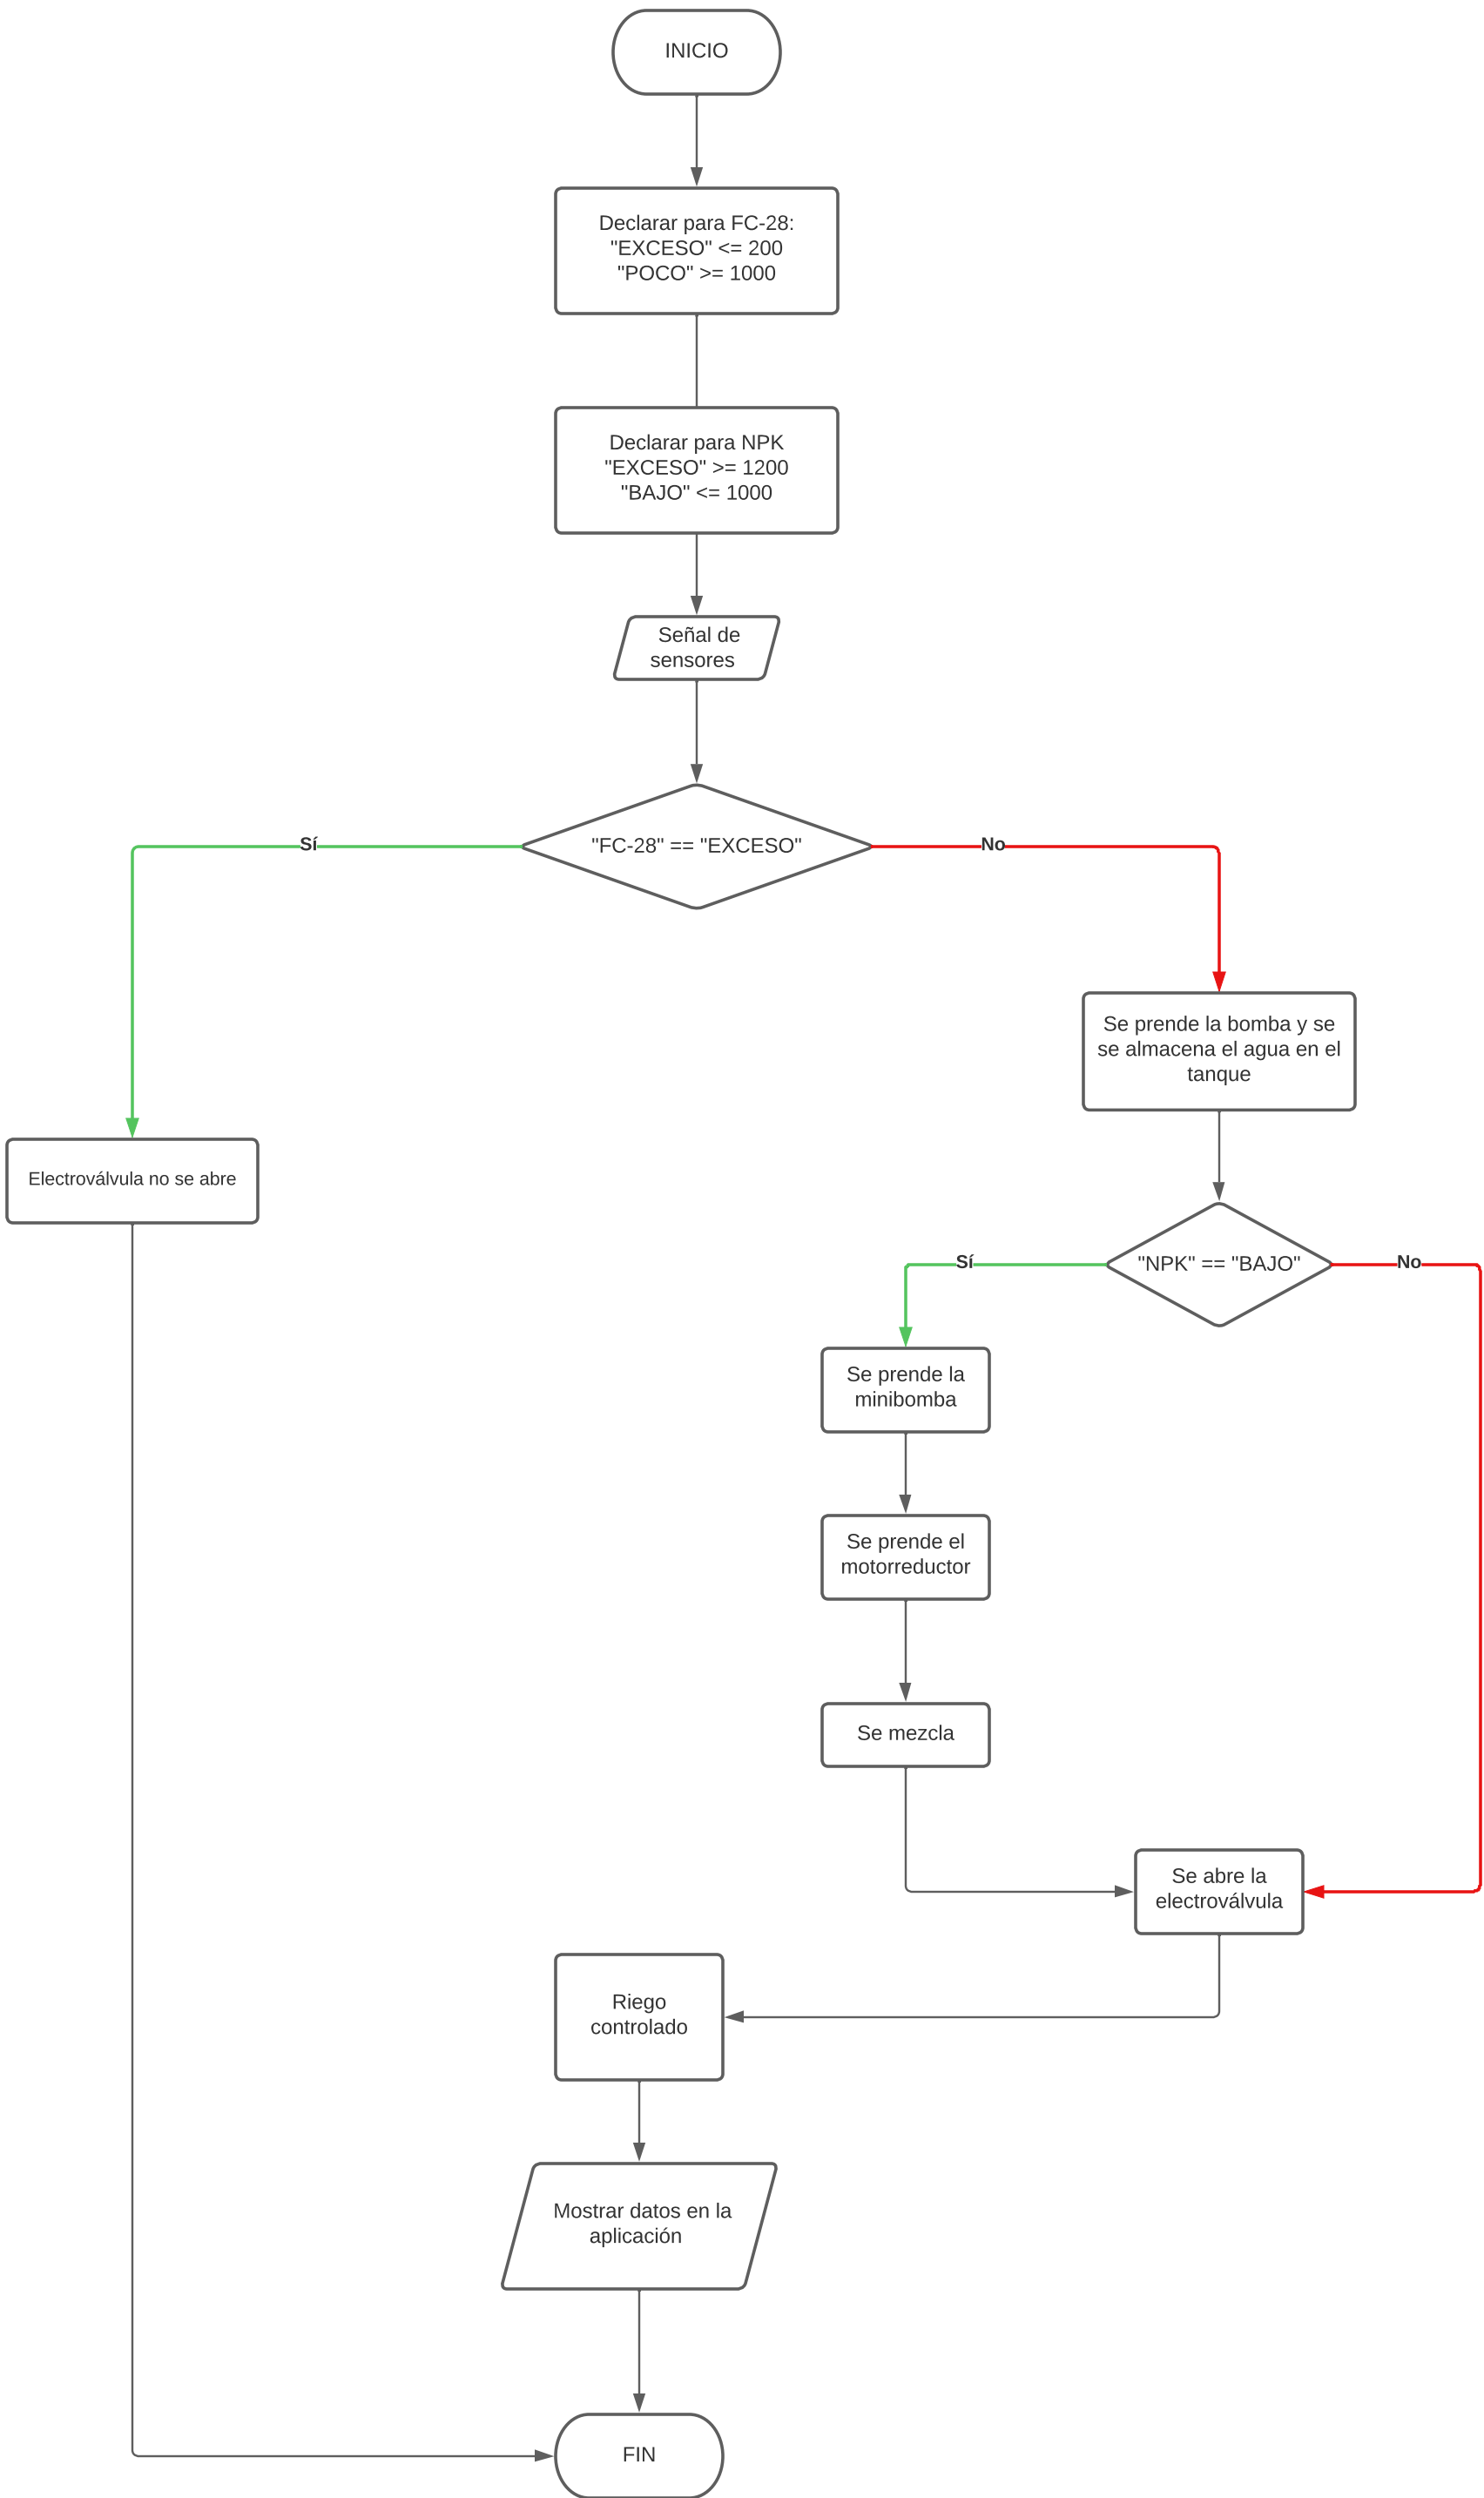 INICIO
Declarar para FC-28:
"EXCESO" <= 200
"POCO" >= 1000
Declarar para NPK
"EXCESO" >= 1200
"BAJO" <= 1000
Señal de
sensores
"FC-28" == "EXCESO"
Sí
No
Se prende la bomba y se
se almacena el agua en el
tanque
Electroválvula no se abre
"NPK" == "BAJO"
Sí
No
Se prende la
minibomba
Se prende el
motorreductor
Se mezcla
Se abre la
electroválvula
Riego
controlado
Mostrar datos en la
aplicación
FIN